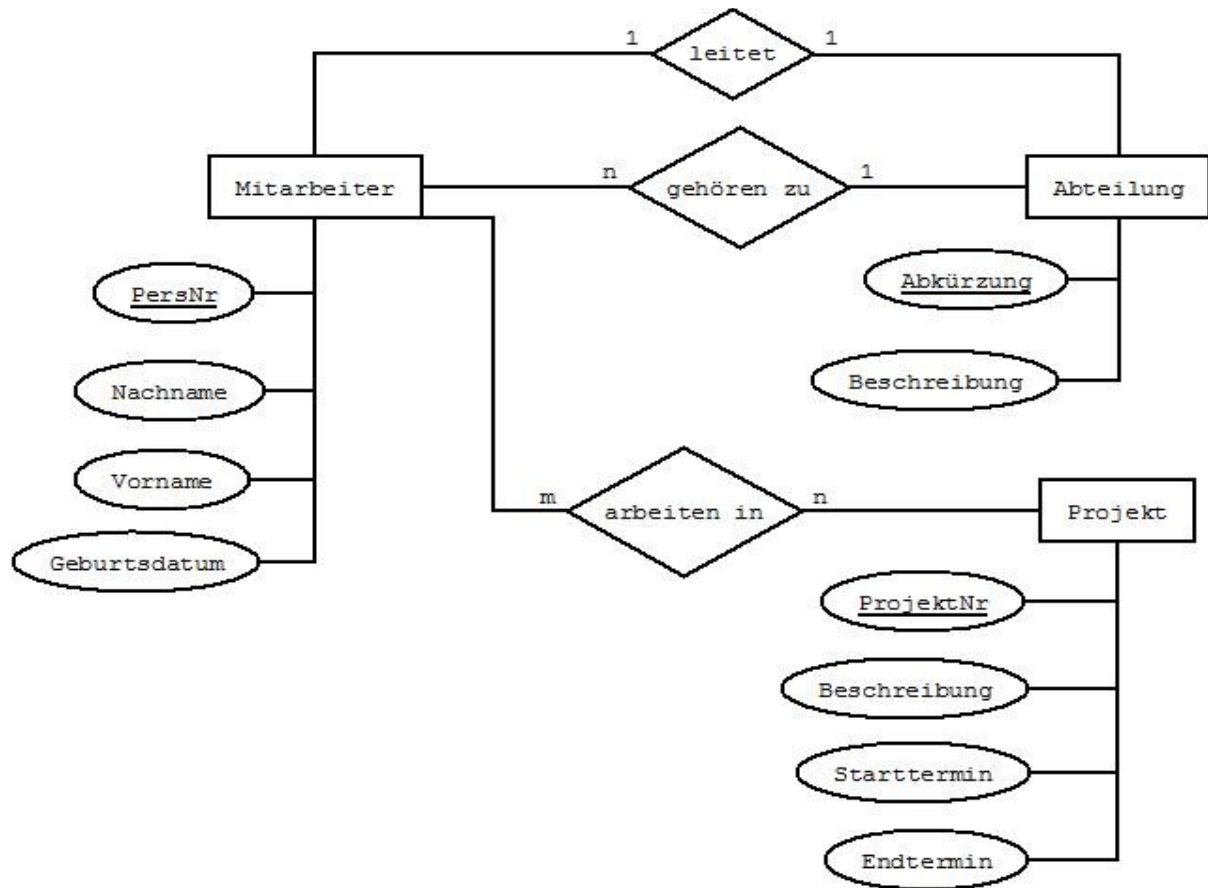 1 leitet 1
Mitarbeiter n gehören zu 1 Abteilung
PersNr
Nachname
Vorname
Geburtsdatum
Abkürzung
Beschreibung
m arbeiten in n Projekt
ProjektNr
Beschreibung
Starttermin
Endtermin